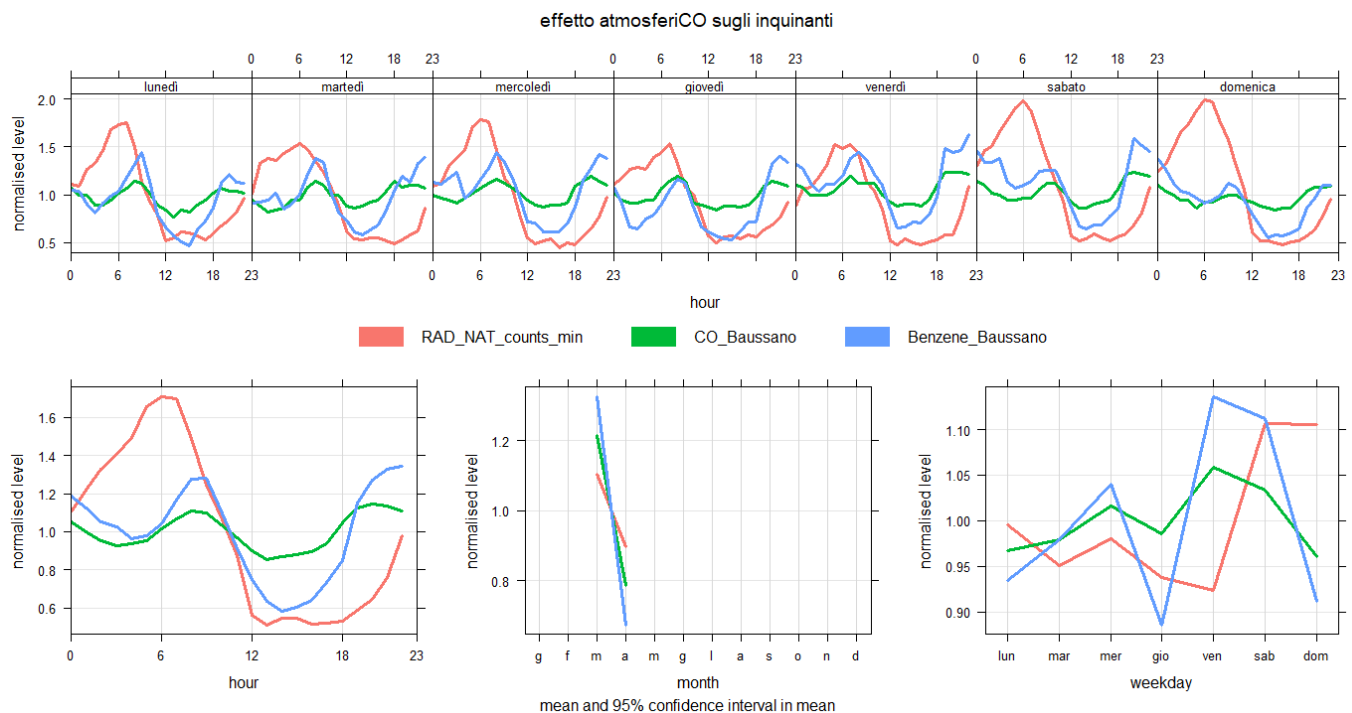 effetto atmosferiCO sugli inquinanti
0 6 12 18 23 0 6 12 18 23 0 6 12 18 23
lunedì martedì mercoledì giovedì venerdì sabato domenica
normalised level
2.0
1.5
1.0
0.5
0 6 12 18 23 0 6 12 18 23 0 6 12 18 23 0 6 12 18 23
hour
RAD_NAT_counts_min CO_Baussano Benzene_Baussano
normalised level
1.6
1.4
1.2
1.0
0.8
0.6
0 6 12 18 23
hour
normalised level
1.2
1.0
0.8
g f m a m g l a s o n d
month
normalised level
1.10
1.05
1.00
0.95
0.90
lun mar mer gio ven sab dom
weekday
mean and 95% confidence interval in mean